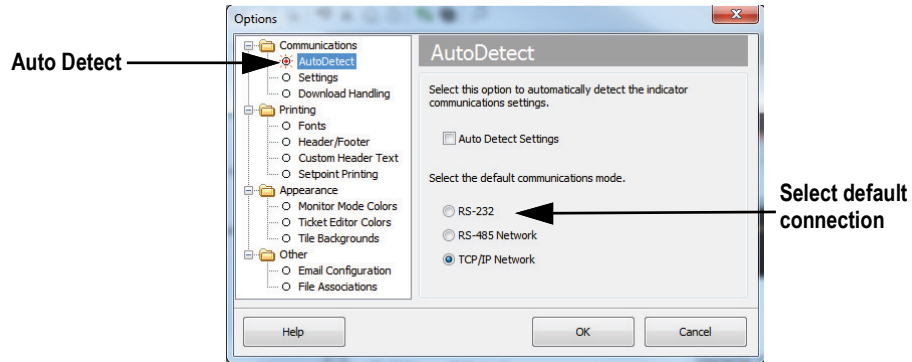 Options
Auto Detect
Communications
AutoDetect
Settings
Download Handling
Printing
Fonts
Header/Footer
Custom Header Text
Setpoint Printing
Appearance
Monitor Mode Colors
Ticket Editor Colors
Tile Backgrounds
Other
Email Configuration
File Associations
AutoDetect
Select this option to automatically detect the indicator
communications settings.
Auto Detect Settings
Select the default communications mode.
RS-232
RS-485 Network
TCP/IP Network
Select default
connection
Help
OK
Cancel